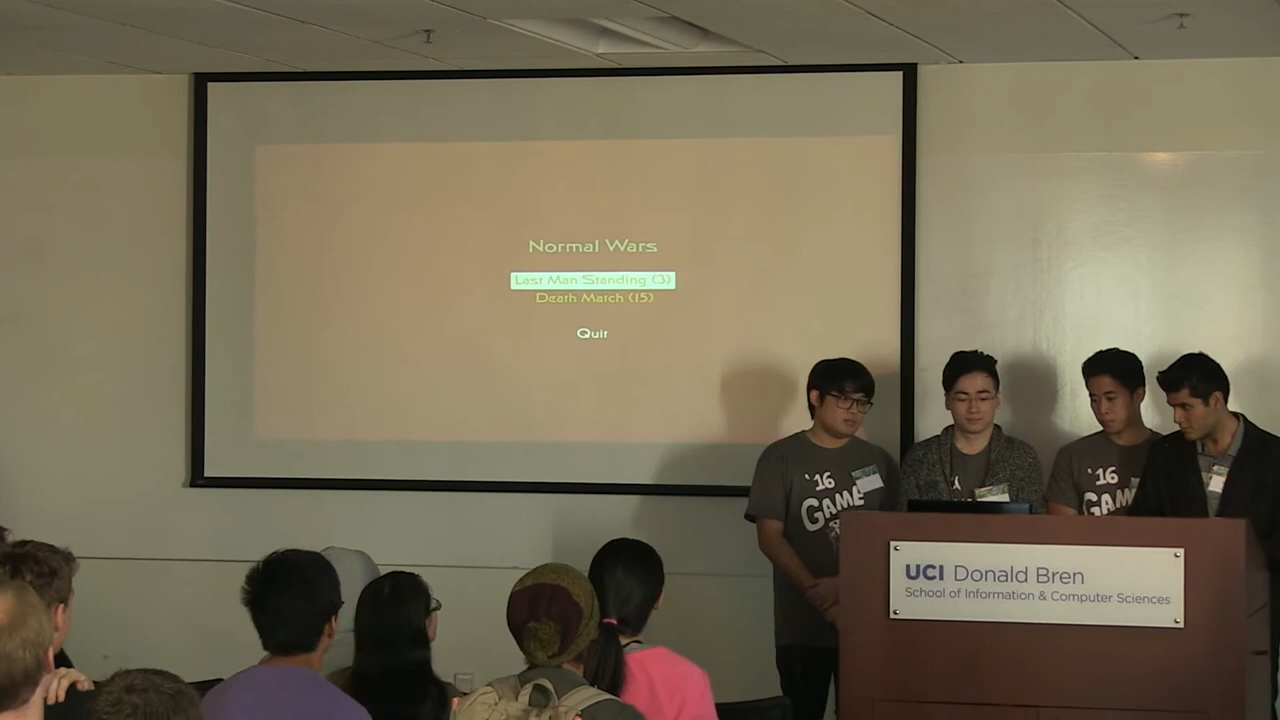 Normal Wars
Last Man Standing (3)
Death Match (15)
Quit
'16
GAME
'16
GAM
UCI Donald Bren
School of Information & Computer Sciences